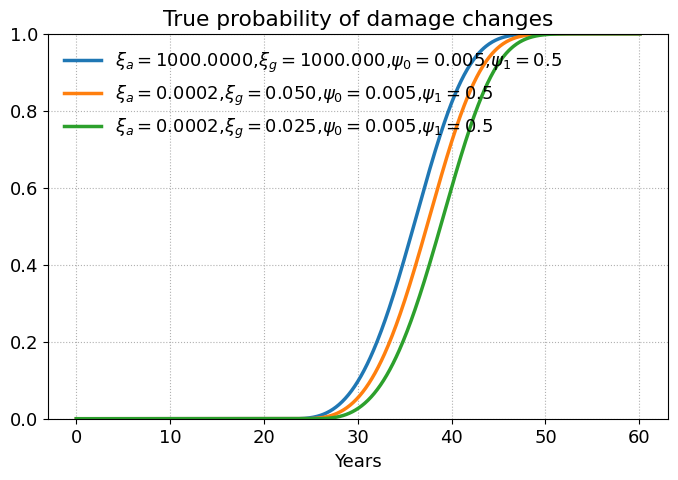 True probability of damage changes
1.0
0.8
0.6
0.4
0.2
0.0
ξₐ = 1000.0000,ξ_g = 1000.000,ψ₀ = 0.005,ψ₁ = 0.5
ξₐ = 0.0002,ξ_g = 0.050,ψ₀ = 0.005,ψ₁ = 0.5
ξₐ = 0.0002,ξ_g = 0.025,ψ₀ = 0.005,ψ₁ = 0.5
0 10 20 30 40 50 60
Years